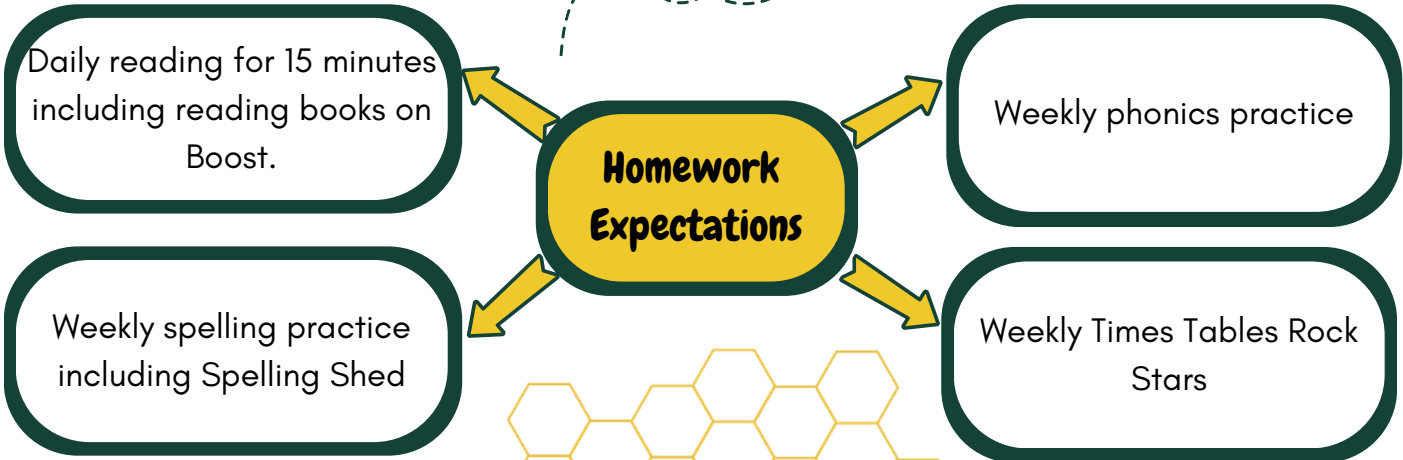 Daily reading for 15 minutes
including reading books on
Boost.
Weekly phonics practice
Homework
Expectations
Weekly spelling practice
including Spelling Shed
Weekly Times Tables Rock
Stars